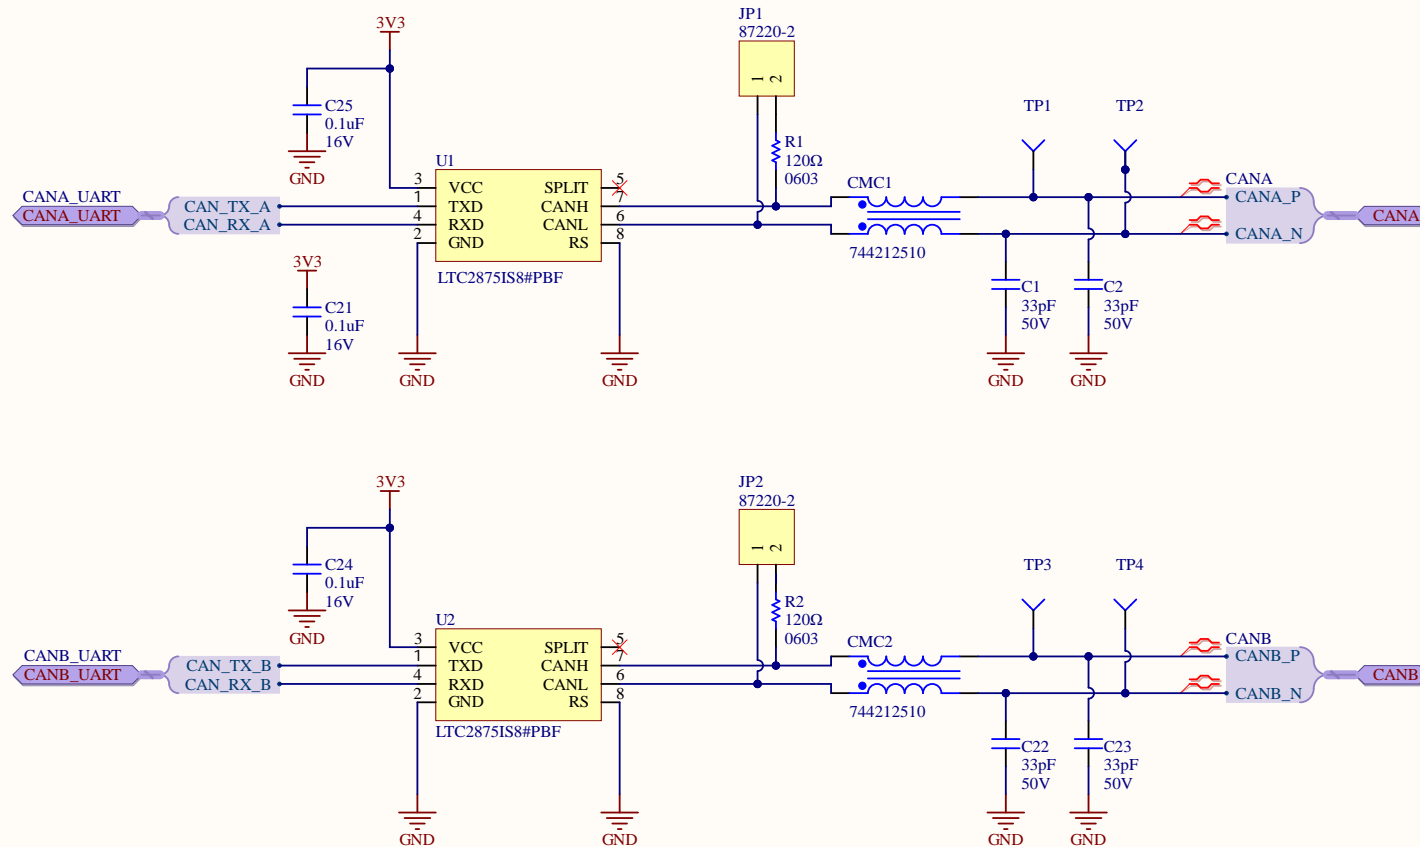 JP1
87220-2
1 2
3V3
C25
0.1uF
16V
GND
TP1
TP2
R1
120Ω
0603
U1
3 VCC SPLIT 5
1 TXD CANH 7
4 RXD CANL 6
2 GND RS 8
LTC2875IS8#PBF
CANA_UART
CANA_UART
CAN_TX_A
CAN_RX_A
CMC1
744212510
CANA
CANA_P
CANA_N
CANA
3V3
C21
0.1uF
16V
GND
GND
GND
C1
33pF
50V
GND
C2
33pF
50V
GND
JP2
87220-2
1 2
3V3
C24
0.1uF
16V
GND
TP3
TP4
R2
120Ω
0603
U2
3 VCC SPLIT 5
1 TXD CANH 7
4 RXD CANL 6
2 GND RS 8
LTC2875IS8#PBF
CANB_UART
CANB_UART
CAN_TX_B
CAN_RX_B
CMC2
744212510
CANB
CANB_P
CANB_N
CANB
C22
33pF
50V
C23
33pF
50V
GND
GND
GND
GND